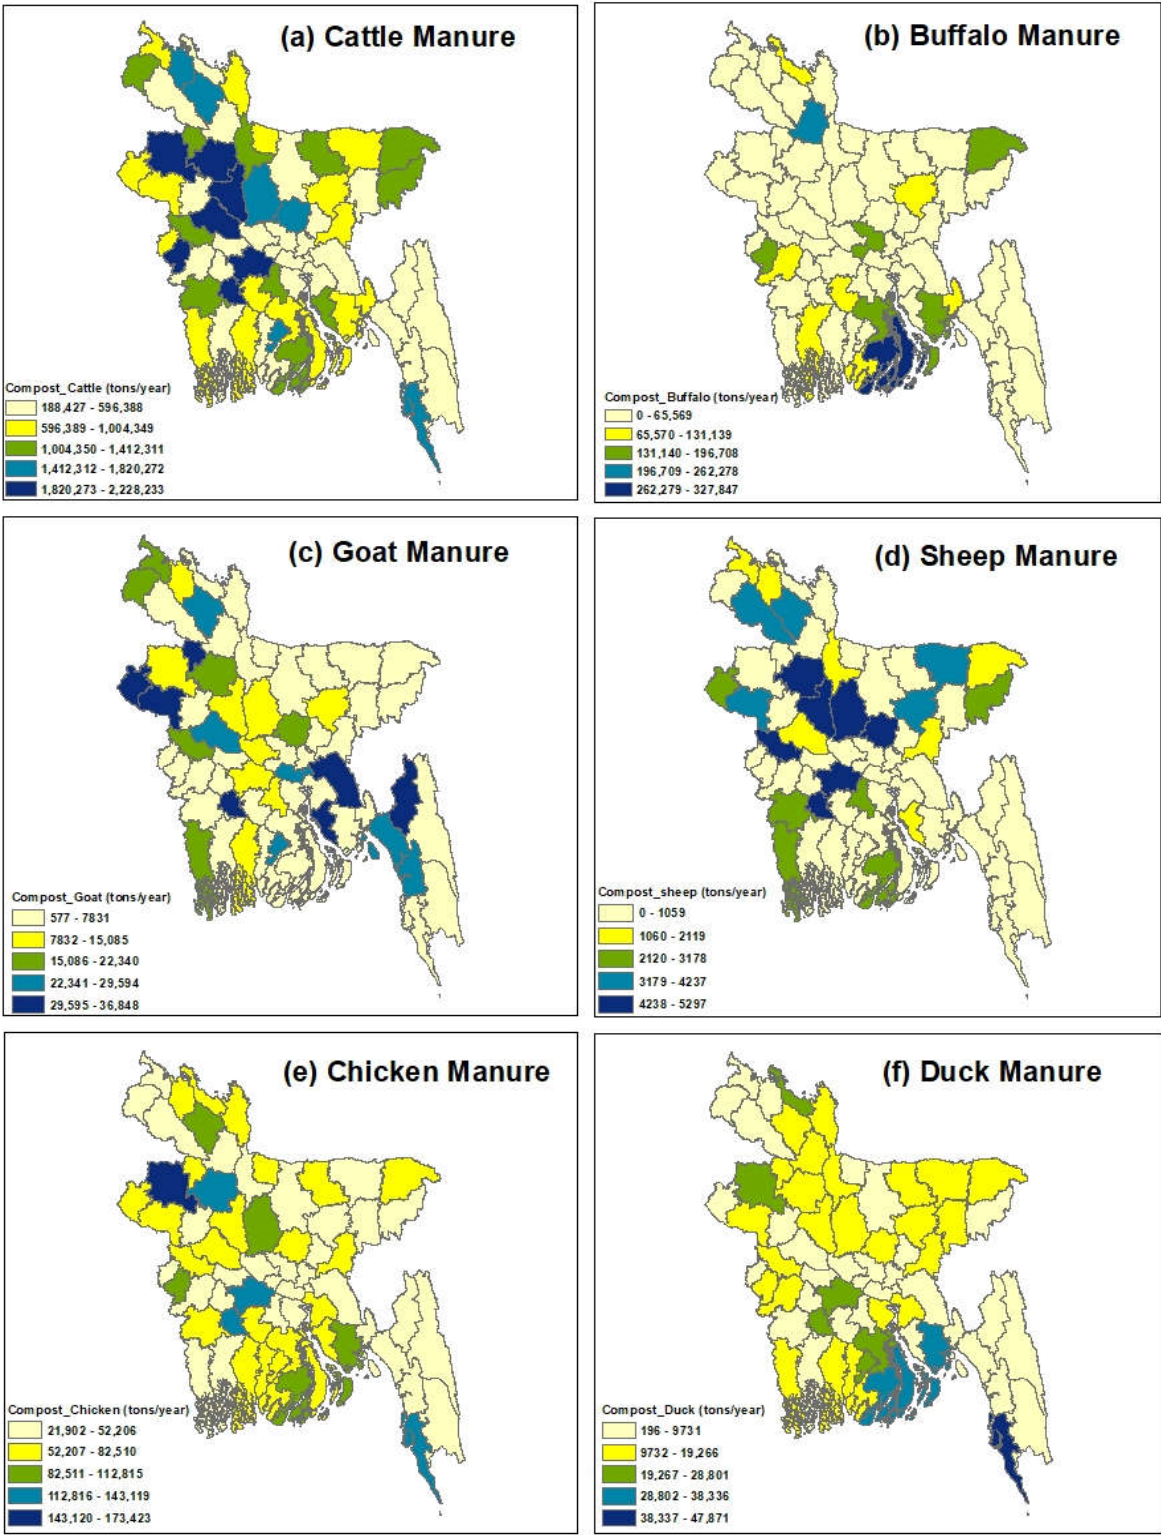 (a) Cattle Manure
Compost_Cattle (tons/year)
188,427 - 596,388
596,389 - 1,004,349
1,004,350 - 1,412,311
1,412,312 - 1,820,272
1,820,273 - 2,228,233
(b) Buffalo Manure
Compost_Buffalo (tons/year)
0 - 65,569
65,570 - 131,139
131,140 - 196,708
196,709 - 262,278
262,279 - 327,847
(c) Goat Manure
Compost_Goat (tons/year)
577 - 7831
7832 - 15,085
15,086 - 22,340
22,341 - 29,594
29,595 - 36,848
(d) Sheep Manure
Compost_sheep (tons/year)
0 - 1059
1060 - 2119
2120 - 3178
3179 - 4237
4238 - 5297
(e) Chicken Manure
Compost_Chicken (tons/year)
21,902 - 52,206
52,207 - 82,510
82,511 - 112,815
112,816 - 143,119
143,120 - 173,423
(f) Duck Manure
Compost_Duck (tons/year)
196 - 9731
9732 - 19,266
19,267 - 28,801
28,802 - 38,336
38,337 - 47,871